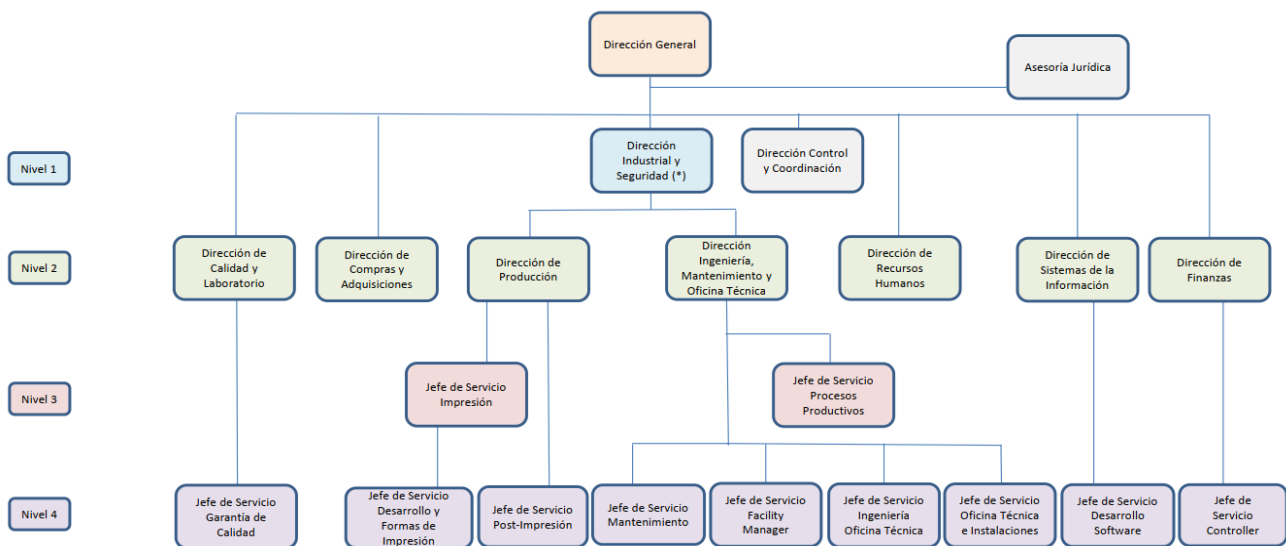 Dirección
General
Asesoría Jurídica
Nivel 1
Dirección
Industrial y
Seguridad (*)
Dirección Control
y Coordinación
Nivel 2
Dirección de
Calidad y
Laboratorio
Dirección de
Compras y
Adquisiciones
Dirección de
Producción
Dirección
Ingeniería,
Mantenimiento y
Oficina Técnica
Dirección de
Recursos
Humanos
Dirección de
Sistemas de la
Información
Dirección de
Finanzas
Nivel 3
Jefe de Servicio
Impresión
Jefe de Servicio
Procesos
Productivos
Nivel 4
Jefe de Servicio
Garantía de
Calidad
Jefe de Servicio
Desarrollo y
Formas de
Impresión
Jefe de Servicio
Post-Impresión
Jefe de Servicio
Mantenimiento
Jefe de Servicio
Facility
Manager
Jefe de Servicio
Ingeniería
Oficina Técnica
Jefe de Servicio
Oficina Técnica
e Instalaciones
Jefe de Servicio
Desarrollo
Software
Jefe de
Servicio
Controller